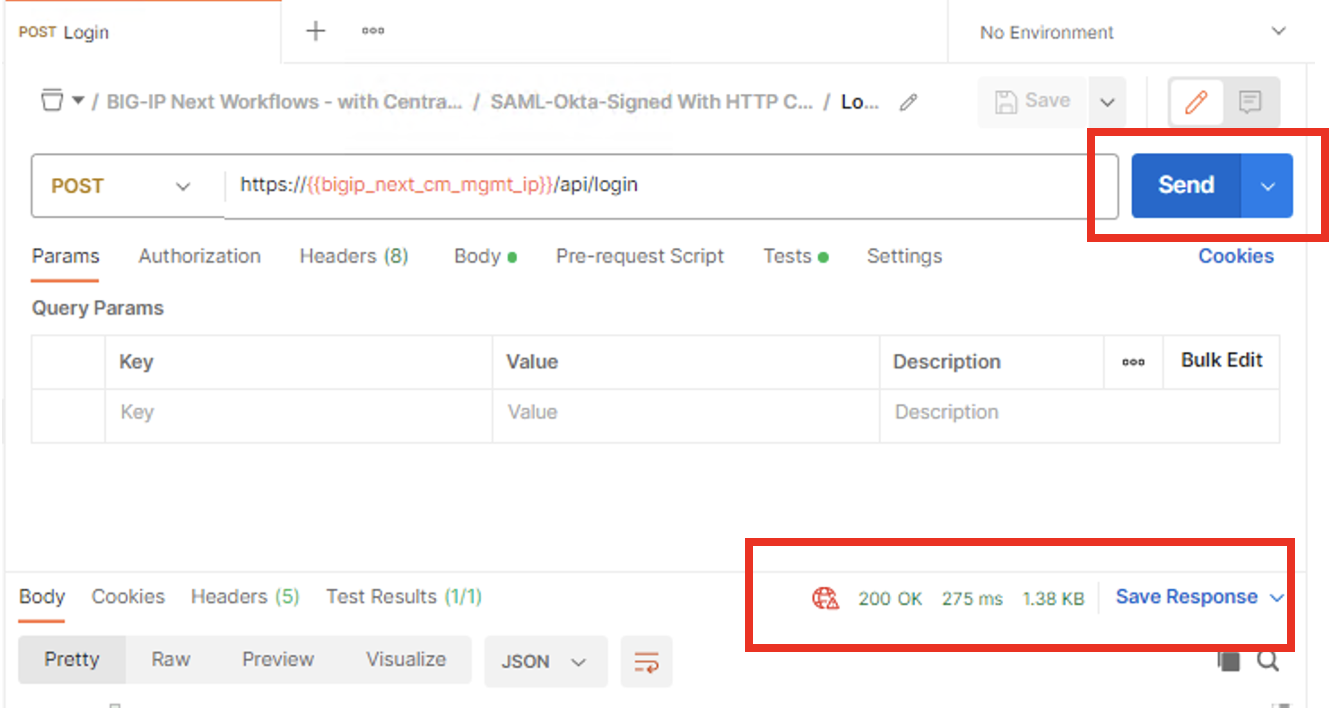 POST Login
No Environment
/ BIG-IP Next Workflows - with Centra... / SAML-Okta-Signed With HTTP C... / Lo...
Save
POST https://{{bigip_next_cm_mgmt_ip}}/api/login
Send
Params Authorization Headers (8) Body Pre-request Script Tests Settings Cookies
Query Params
Key Value Description Bulk Edit
Key Value Description
Body Cookies Headers (5) Test Results (1/1) 200 OK 275 ms 1.38 KB Save Response
Pretty Raw Preview Visualize JSON